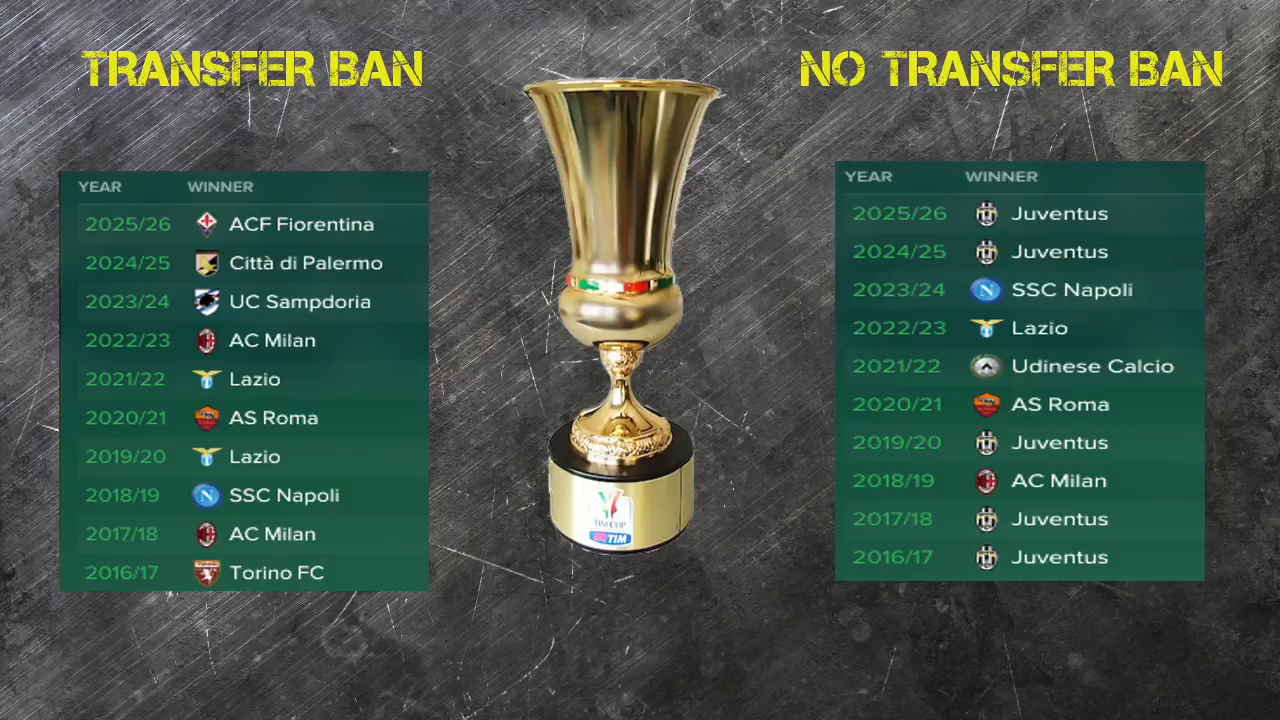 TRANSFER BAN
NO TRANSFER BAN
YEAR WINNER
2025/26 ACF Fiorentina
2024/25 Città di Palermo
2023/24 UC Sampdoria
2022/23 AC Milan
2021/22 Lazio
2020/21 AS Roma
2019/20 Lazio
2018/19 SSC Napoli
2017/18 AC Milan
2016/17 Torino FC
TIM CUP
TIM
YEAR WINNER
2025/26 Juventus
2024/25 Juventus
2023/24 SSC Napoli
2022/23 Lazio
2021/22 Udinese Calcio
2020/21 AS Roma
2019/20 Juventus
2018/19 AC Milan
2017/18 Juventus
2016/17 Juventus